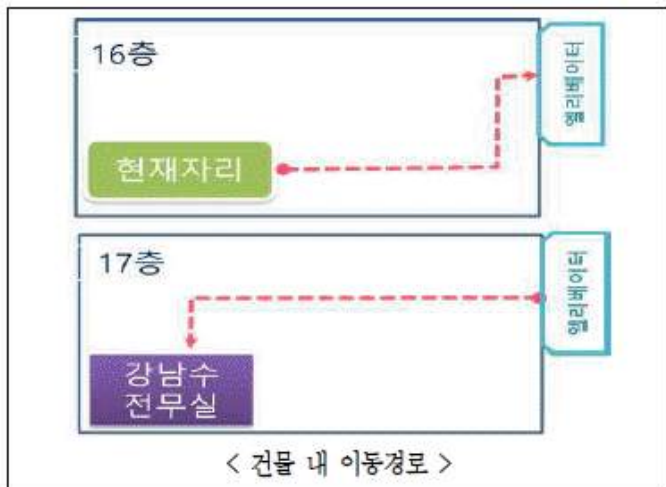 16층
엘리베이터
현재자리
17층
엘리베이터
강남수
전무실
< 건물 내 이동경로 >